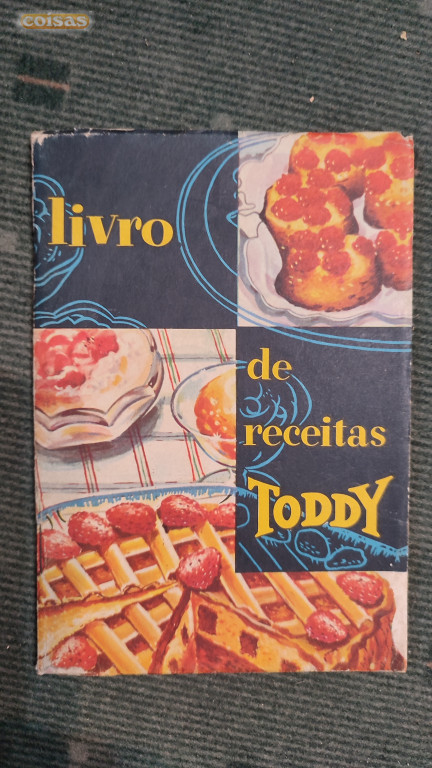 coisas
livro
de
receitas
TODDY